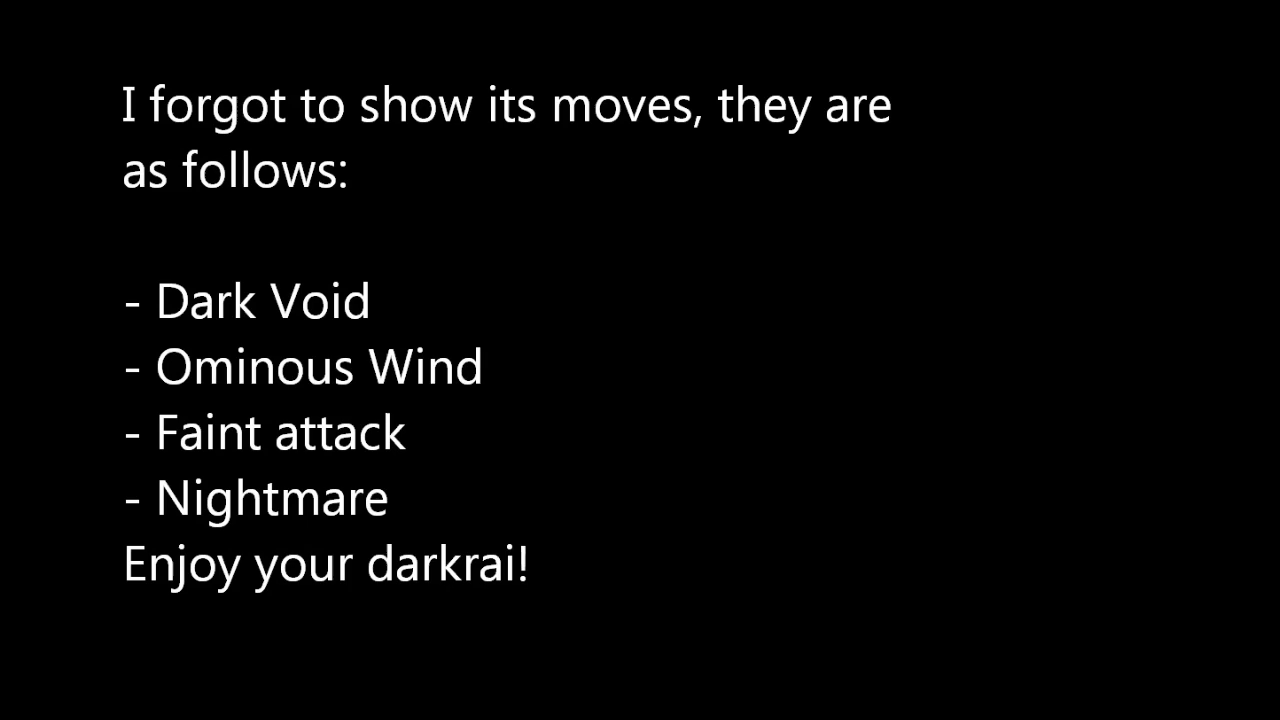 I forgot to show its moves, they are
as follows:
- Dark Void
- Ominous Wind
- Faint attack
- Nightmare
Enjoy your darkrai!